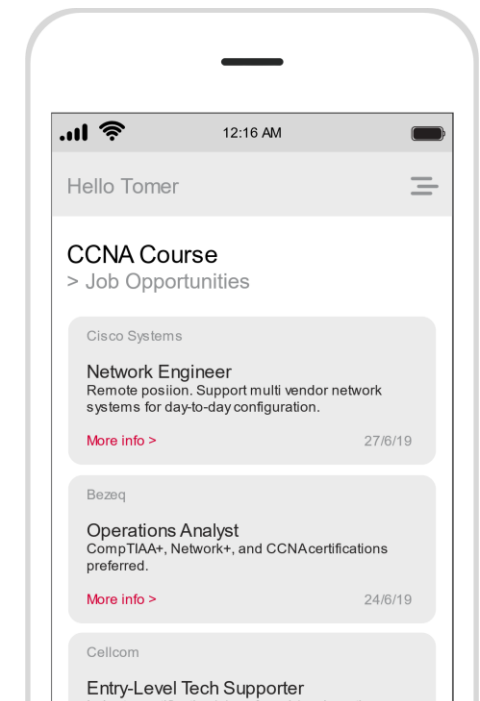 12:16 AM
Hello Tomer
CCNA Course
> Job Opportunities
Cisco Systems
Network Engineer
Remote posiion. Support multi vendor network
systems for day-to-day configuration.
More info >
27/6/19
Bezeq
Operations Analyst
CompTIAA+, Network+, and CCNAcertifications
preferred.
More info >
24/6/19
Cellcom
Entry-Level Tech Supporter